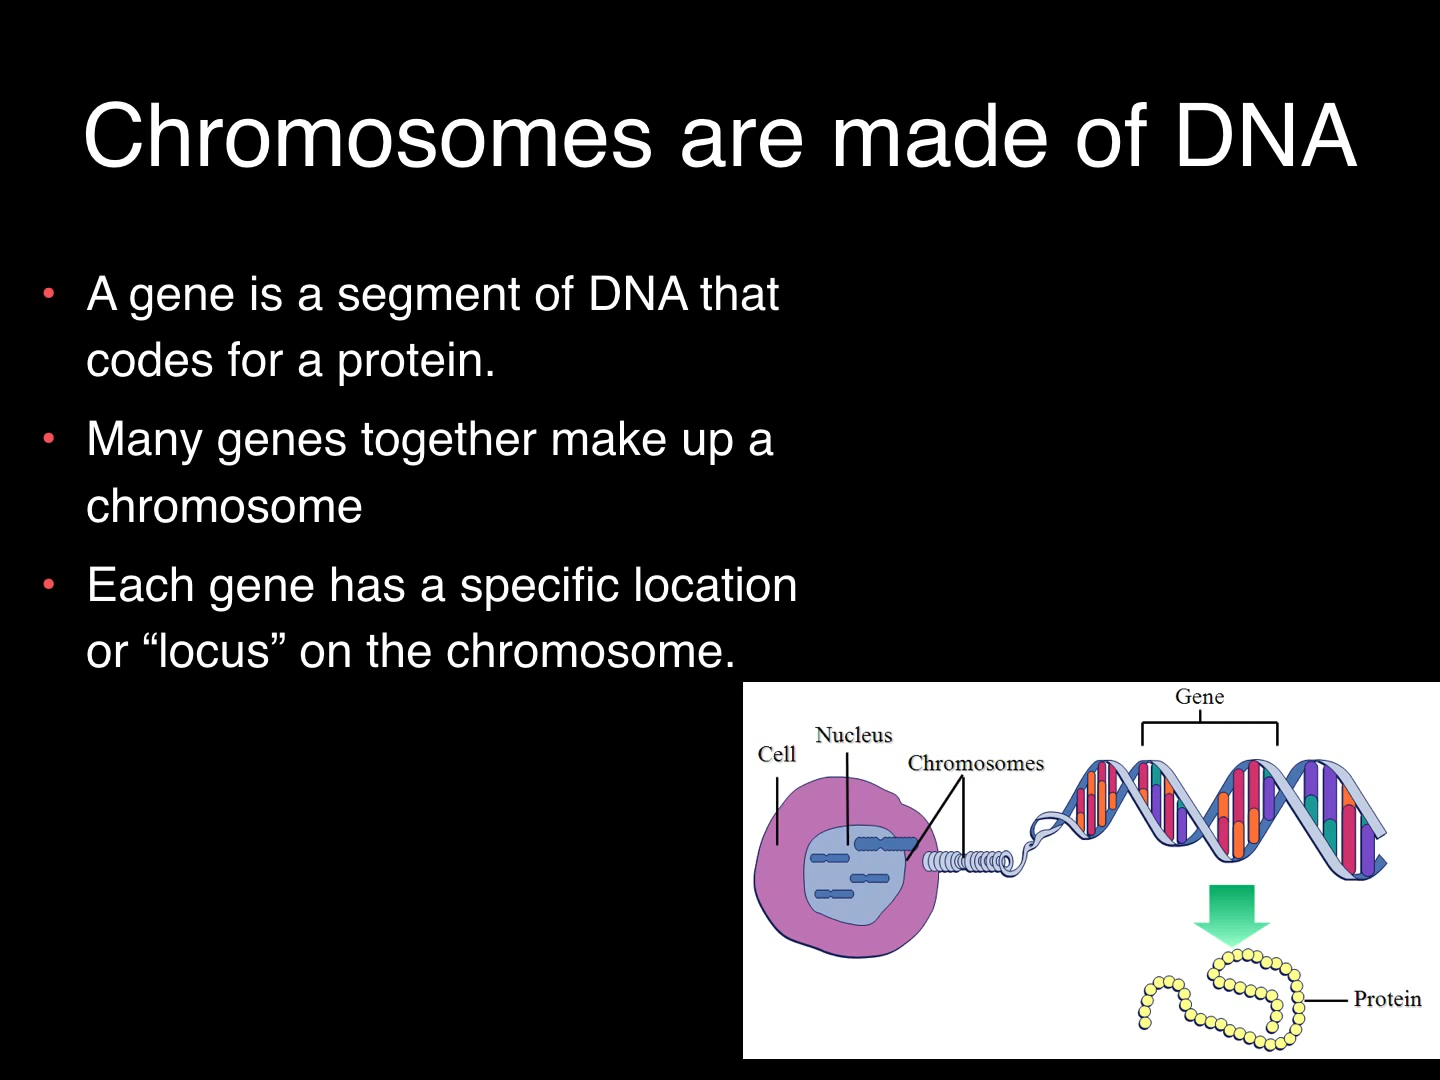 Chromosomes are made of DNA
• A gene is a segment of DNA that
codes for a protein.
• Many genes together make up a
chromosome
• Each gene has a specific location
or “locus” on the chromosome.
Gene
Nucleus
Cell
Chromosomes
Protein